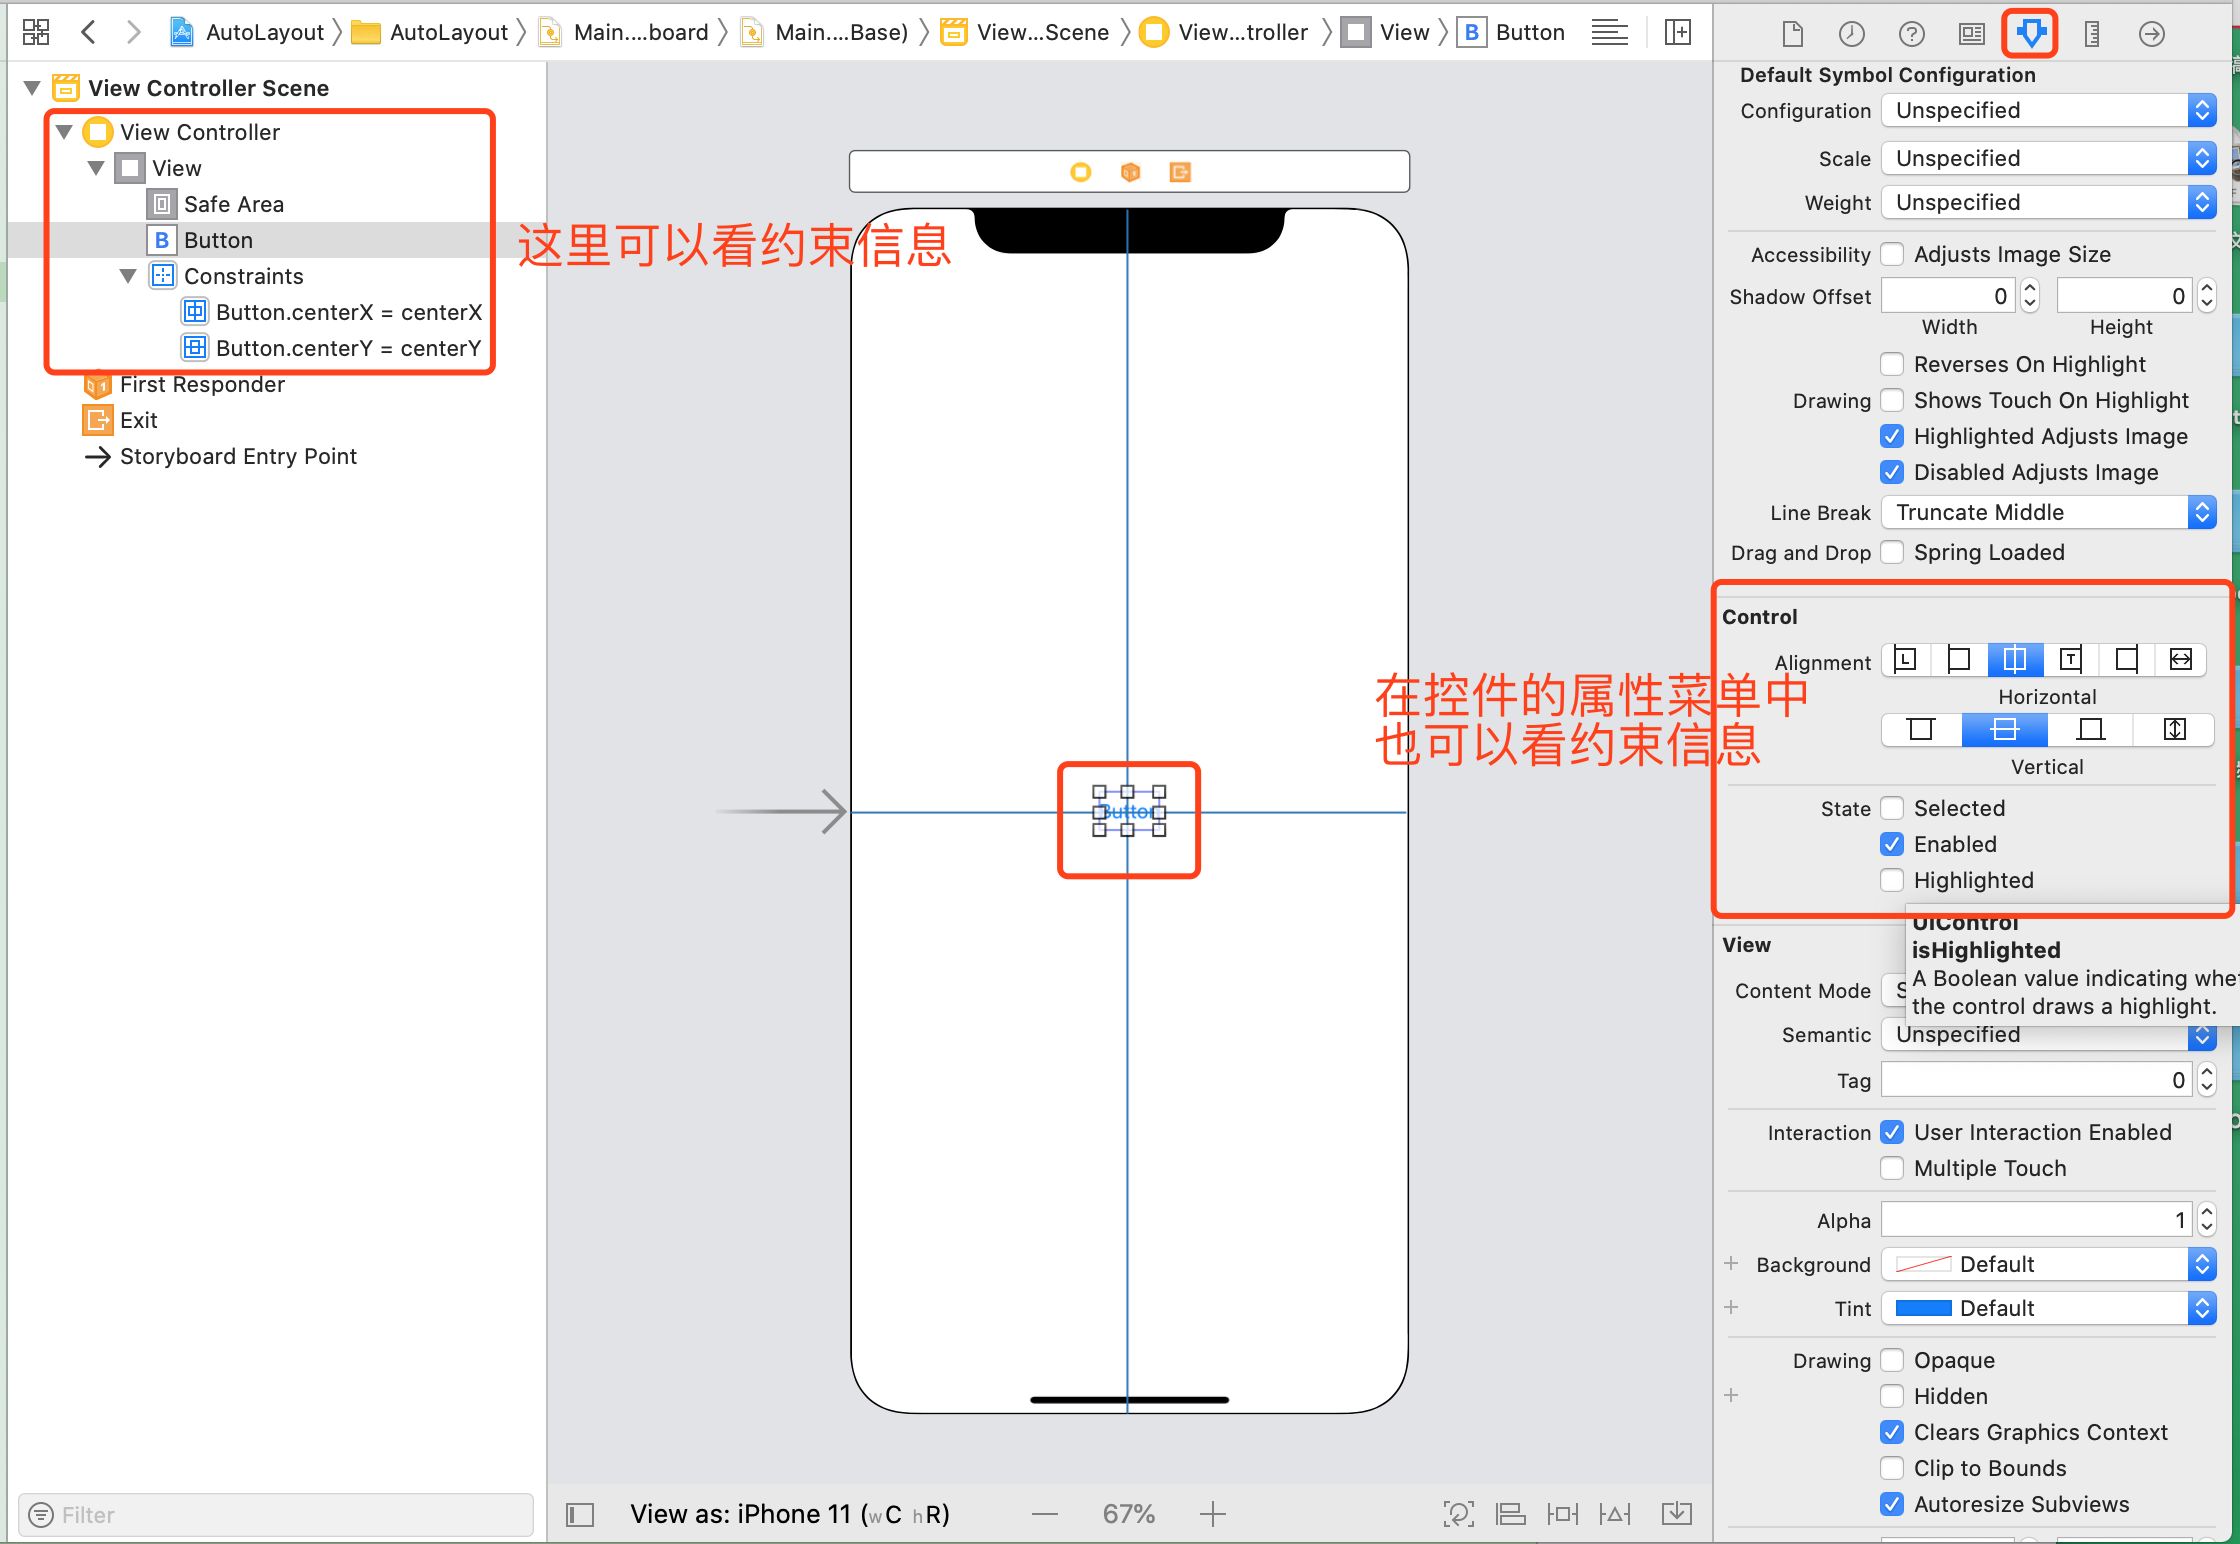 AutoLayout
AutoLayout
Main....board
Main....Base)
View...Scene
View...troller
View
B Button
View Controller Scene
View Controller
View
Safe Area
B Button
Constraints
Button.centerX = centerX
Button.centerY = centerY
First Responder
Exit
Storyboard Entry Point
这里可以看约束信息
Button
在控件的属性菜单中
也可以看约束信息
Filter
View as: iPhone 11 (wC hR)
67%
Default Symbol Configuration
Configuration Unspecified
Scale Unspecified
Weight Unspecified
Accessibility Adjusts Image Size
Shadow Offset 0 0
Width Height
Reverses On Highlight
Drawing Shows Touch On Highlight
Highlighted Adjusts Image
Disabled Adjusts Image
Line Break Truncate Middle
Drag and Drop Spring Loaded
Control
Alignment L T
Horizontal
Vertical
State Selected
Enabled
Highlighted
UIControl
View
isHighlighted
A Boolean value indicating whet
Content Mode S
the control draws a highlight.
Semantic Unspecified
Tag 0
Interaction User Interaction Enabled
Multiple Touch
Alpha 1
Background Default
Tint Default
Drawing Opaque
Hidden
Clears Graphics Context
Clip to Bounds
Autoresize Subviews